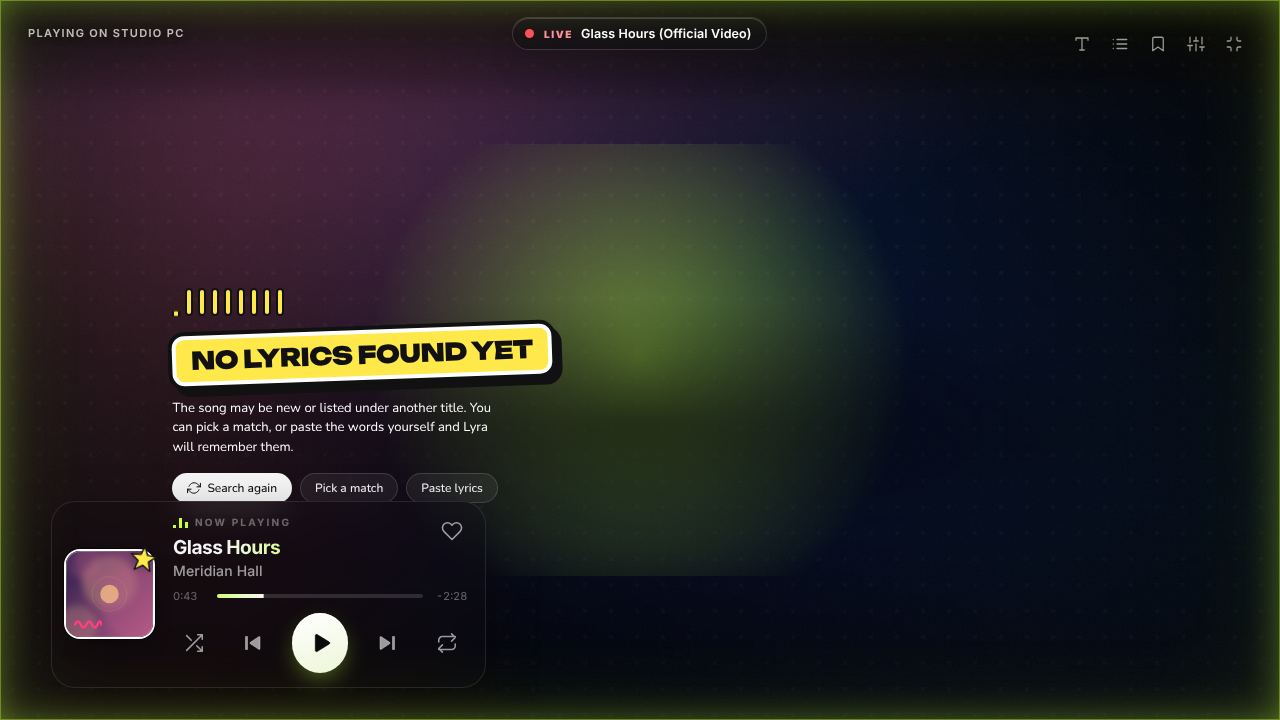 PLAYING ON STUDIO PC
LIVE Glass Hours (Official Video)
NO LYRICS FOUND YET
The song may be new or listed under another title. You
can pick a match, or paste the words yourself and Lyra
will remember them.
Search again
Pick a match
Paste lyrics
NOW PLAYING
Glass Hours
Meridian Hall
0:43
-2:28